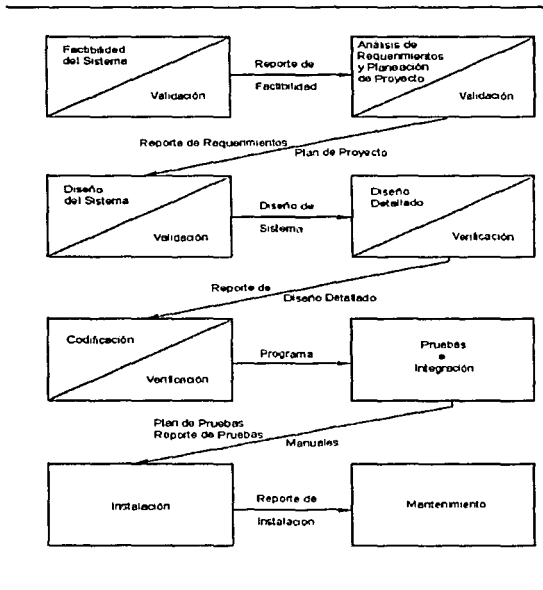 Factibilidad
del Sistema
Validación
Reporte de
Factibilidad
Análisis de
Requerimientos
y Planeación
de Proyecto
Validación
Reporte de Requerimientos
Plan de Proyecto
Diseño
del Sistema
Validación
Diseño de
Sistema
Diseño
Detallado
Verificación
Reporte de
Diseño Detallado
Codificación
Verificación
Programa
Pruebas
e
Integración
Plan de Pruebas
Reporte de Pruebas
Manuales
Instalación
Reporte de
Instalacion
Mantenimiento